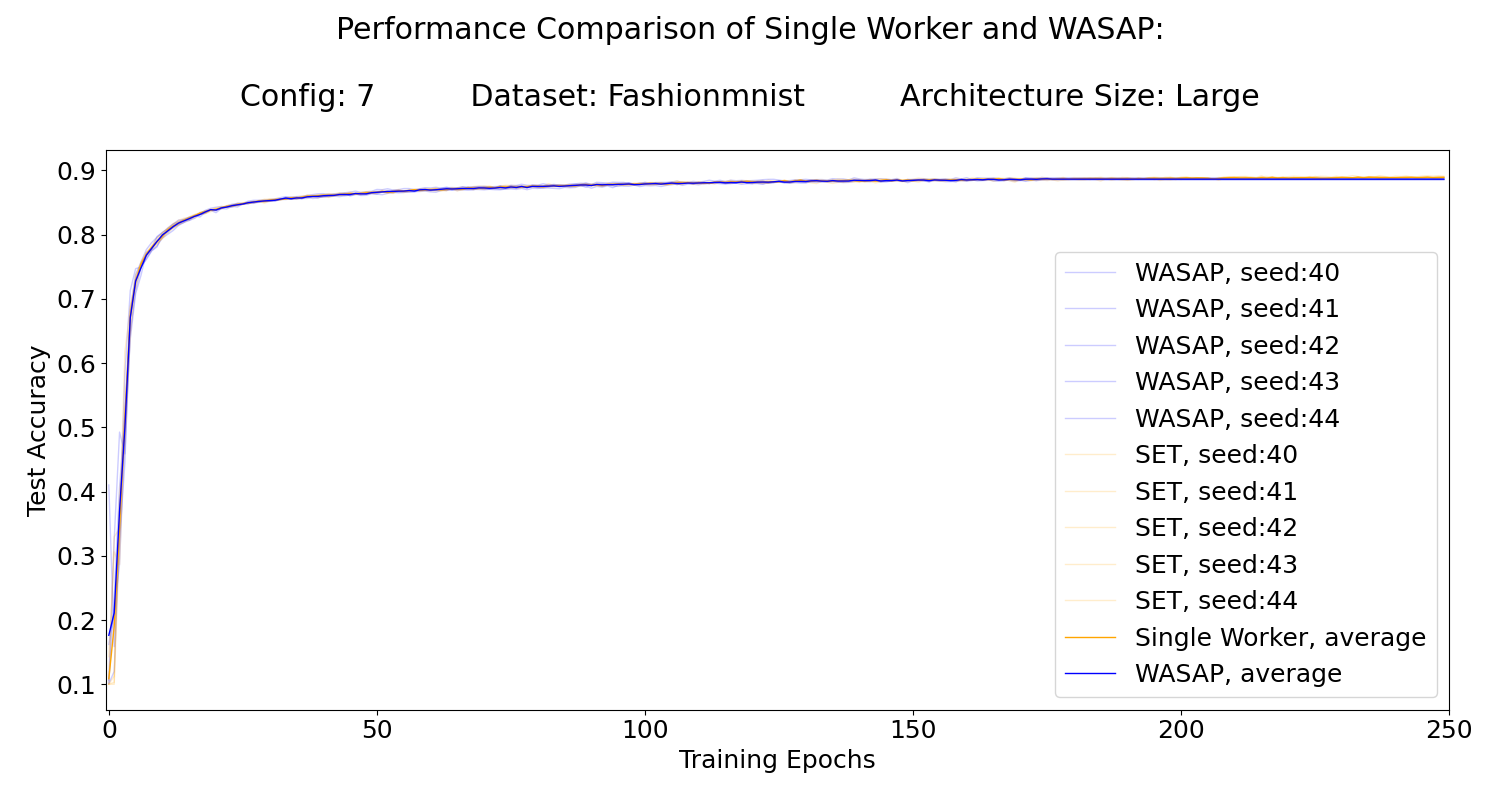 Performance Comparison of Single Worker and WASAP:
Config: 7 Dataset: Fashionmnist Architecture Size: Large
0.9
0.8
0.7
0.6
0.5
0.4
0.3
0.2
0.1
Test Accuracy
WASAP, seed:40
WASAP, seed:41
WASAP, seed:42
WASAP, seed:43
WASAP, seed:44
SET, seed:40
SET, seed:41
SET, seed:42
SET, seed:43
SET, seed:44
Single Worker, average
WASAP, average
0 50 100 150 200 250
Training Epochs